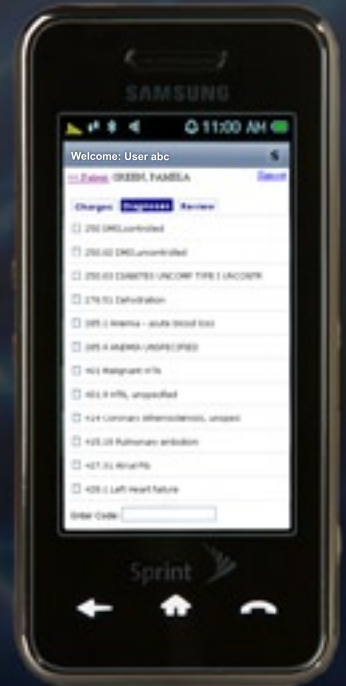 SAMSUNG
11:00 AM
Welcome: User abc
<< Patient GREEN, PAMELA
Charges Diagnoses Review
250 DMII,controlled
250.02 DMII,uncontrolled
250.03 DIABETES UNCOMP TYPE I UNCONTR
276.51 Dehydration
285.1 Anemia - acute blood loss
285.9 ANEMIA UNSPECIFIED
401 Malignant HTN
401.9 HTN, unspecified
414 Coronary Atherosclerosis, unspec
415.19 Pulmonary embolism
427.31 Atrial Fib
428.1 Left Heart Failure
Enter Code:
Sprint